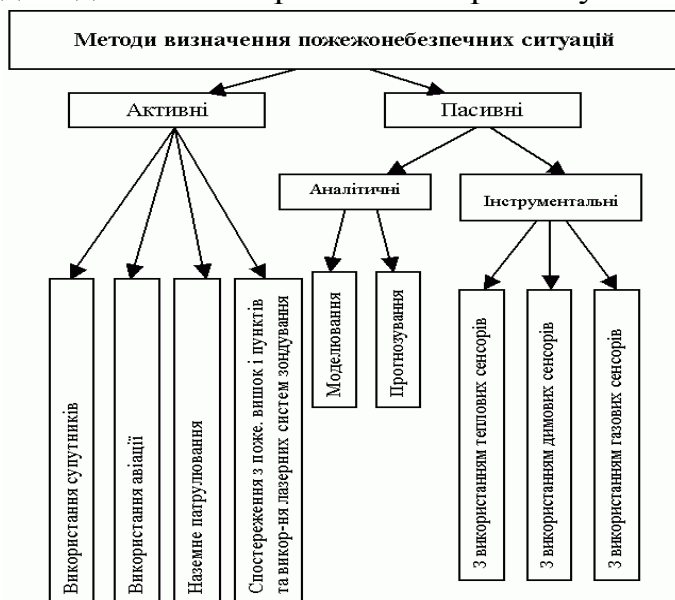 Методи визначення пожежонебезпечних ситуацій
Активні
Пасивні
Аналітичні
Інструментальні
Використання супутників
Використання авіації
Наземне патрулювання
Спостереження з поже. вишок і пунктів
та викор-ня лазерних систем зондування
Моделювання
Прогнозування
З використанням теплових сенсорів
З використанням димових сенсорів
З використанням газових сенсорів